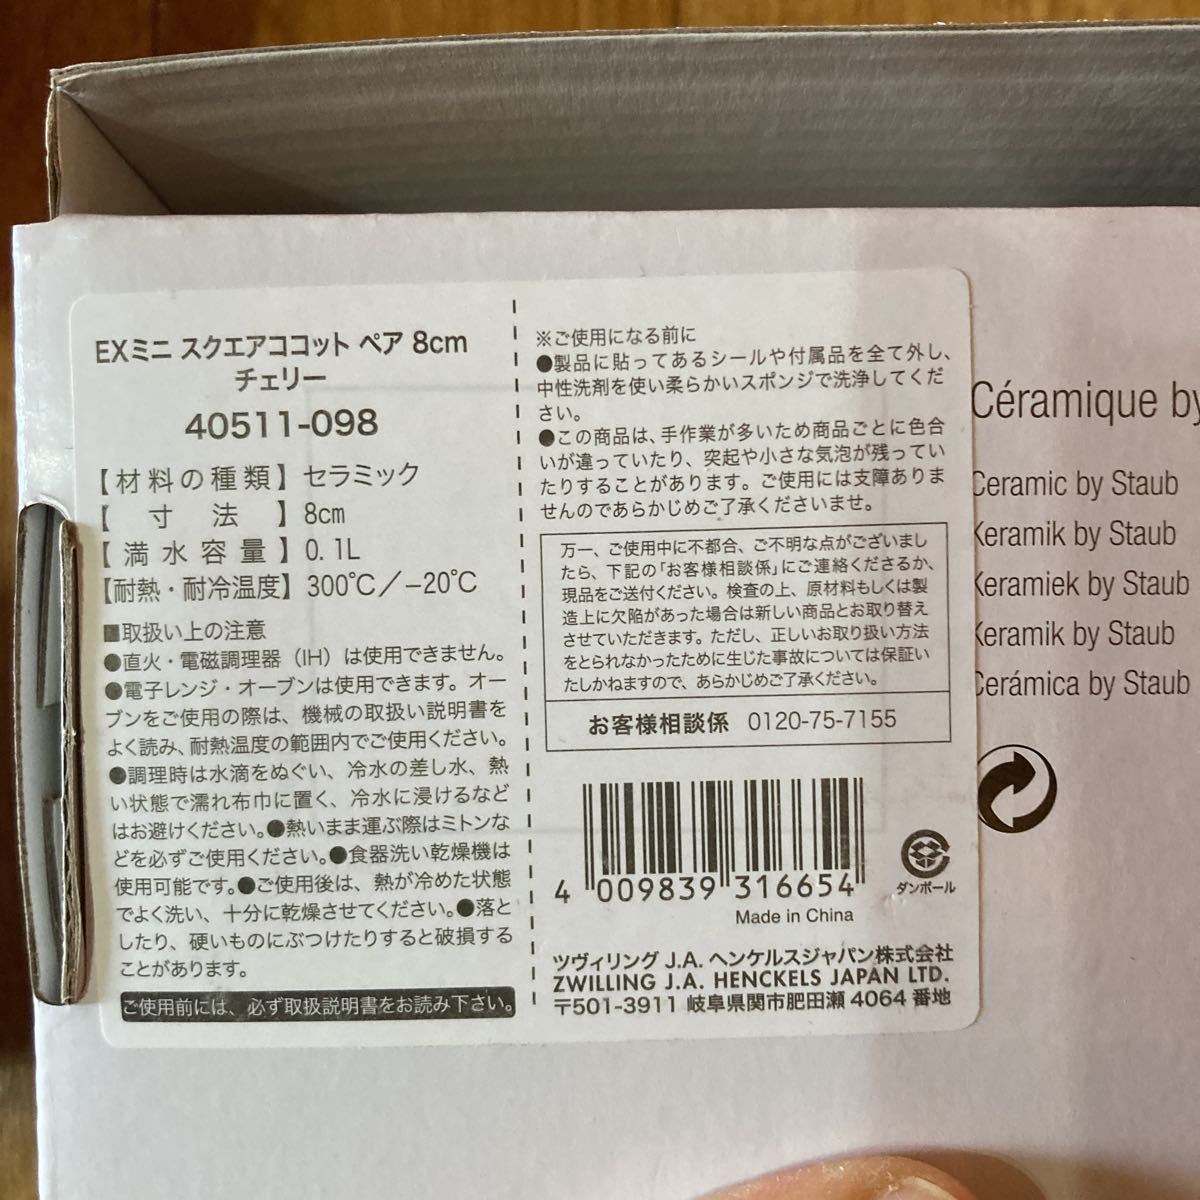 EXミニ スクエアココット ペア 8cm
チェリー
40511-098
【材料の種類】セラミック
【寸法】8cm
【満水容量】0.1L
【耐熱・耐冷温度】300℃／−20℃
■取扱い上の注意
●直火・電磁調理器（IH）は使用できません。
●電子レンジ・オーブンは使用できます。オー
ブンをご使用の際は、機械の取扱い説明書を
よく読み、耐熱温度の範囲内でご使用ください。
●調理時は水滴をぬぐい、冷水の差し水、熱
い状態で濡れ布巾に置く、冷水に浸けるなど
はお避けください。●熱いまま運ぶ際はミトンな
どを必ずご使用ください。●食器洗い乾燥機は
使用可能です。●ご使用後は、熱が冷めた状態
でよく洗い、十分に乾燥させてください。●落と
したり、硬いものにぶつけたりすると破損する
ことがあります。
ご使用前には、必ず取扱説明書をお読み下さい。
※ご使用になる前に
●製品に貼ってあるシールや付属品を全て外し、
中性洗剤を使い柔らかいスポンジで洗浄してくだ
さい。
●この商品は、手作業が多いため商品ごとに色合
いが違っていたり、突起や小さな気泡が残ってい
たりすることがあります。ご使用には支障ありま
せんのであらかじめご了承くださいませ。
万一、ご使用中に不都合、ご不明な点がございまし
たら、下記の「お客様相談係」にご連絡くださるか、
現品をご送付ください。検査の上、原材料もしくは製
造上に欠陥があった場合は新しい商品とお取り替え
させていただきます。ただし、正しいお取り扱い方法
をとられなかったために生じた事故については保証い
たしかねますので、あらかじめご了承ください。
お客様相談係 0120-75-7155
4 009839 316654
Made in China
ダンボール
ツヴィリング J.A. ヘンケルスジャパン株式会社
ZWILLING J.A. HENCKELS JAPAN LTD.
〒501-3911 岐阜県関市肥田瀬 4064 番地
Céramique by
Ceramic by Staub
Keramik by Staub
Keramiek by Staub
Keramik by Staub
Cerámica by Staub